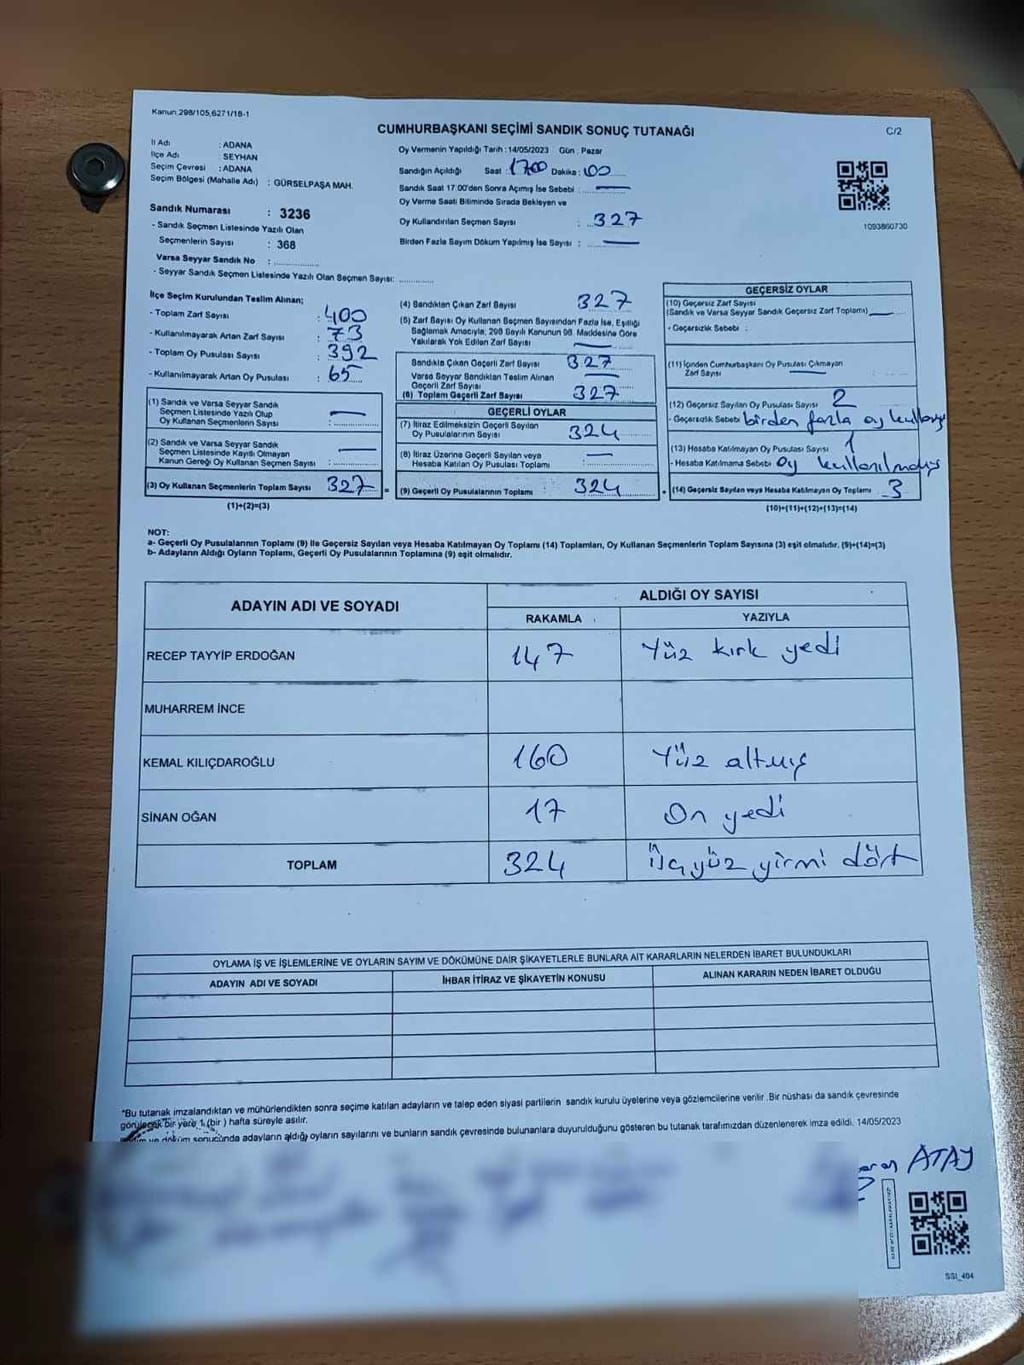 Kanun,298/105,6271/18-1
CUMHURBAŞKANI SEÇİMİ SANDIK SONUÇ TUTANAĞI
C/2
İl Adı : ADANA
İlçe Adı : SEYHAN
Seçim Çevresi : ADANA
Seçim Bölgesi (Mahalle Adı) : GÜRSELPAŞA MAH.
Sandık Numarası : 3236
- Sandık Seçmen Listesinde Yazılı Olan
Seçmenlerin Sayısı : 368
Varsa Seyyar Sandık No :
- Seyyar Sandık Seçmen Listesinde Yazılı Olan Seçmen Sayısı:
Oy Vermenin Yapıldığı Tarih : 14/05/2023 Gün : Pazar
Sandığın Açıldığı Saat : 1700 Dakika : 00
Sandık Saat 17:00'den Sonra Açımış İse Sebebi :
Oy Verme Saati Bitiminde Sırada Bekleyen ve
Oy Kullandırılan Seçmen Sayısı : 327
Birden Fazla Sayım Döküm Yapılmış İse Sayısı :
1093860730
İlçe Seçim Kurulundan Teslim Alınan;
- Toplam Zarf Sayısı : 400
- Kullanılmayarak Artan Zarf Sayısı : 73
- Toplam Oy Pusulası Sayısı : 392
- Kullanılmayarak Artan Oy Pusulası : 65
(1) Sandık ve Varsa Seyyar Sandık
Seçmen Listesinde Yazılı Olup
Oy Kullanan Seçmenlerin Sayısı :
(2) Sandık ve Varsa Seyyar Sandık
Seçmen Listesinde Kayıtlı Olmayan
Kanun Gereği Oy Kullanan Seçmen Sayısı :
(3) Oy Kullanan Seçmenlerin Toplam Sayısı 327
(1)+(2)=(3)
(4) Sandıktan Çıkan Zarf Sayısı 327
(5) Zarf Sayısı Oy Kullanan Seçmen Sayısından Fazla İse, Eşitliği
Sağlamak Amacıyla, 298 Sayılı Kanunun 98. Maddesine Göre
Yakılarak Yok Edilen Zarf Sayısı :
Sandıkta Çıkan Geçerli Zarf Sayısı 327
Varsa Seyyar Sandıktan Teslim Alınan
Geçerli Zarf Sayısı
(6) Toplam Geçerli Zarf Sayısı 327
GEÇERLİ OYLAR
(7) İtiraz Edilmeksizin Geçerli Sayılan
Oy Pusulalarının Sayısı 324
(8) İtiraz Üzerine Geçerli Sayılan veya
Hesaba Katılan Oy Pusulası Toplamı
(9) Geçerli Oy Pusulalarının Toplamı : 324
GEÇERSİZ OYLAR
(10) Geçersiz Zarf Sayısı
(Sandık ve Varsa Seyyar Sandık Geçersiz Zarf Toplamı)
- Geçersizlik Sebebi :
(11) İçinden Cumhurbaşkanı Oy Pusulası Çıkmayan
Zarf Sayısı
(12) Geçersiz Sayılan Oy Pusulası Sayısı 2
- Geçersizlik Sebebi birden fazla oy
(13) Hesaba Katılmayan Oy Pusulası Sayısı 1
- Hesaba Katılmama Sebebi oy kullanılmamış
(14) Geçersiz Sayılan veya Hesaba Katılmayan Oy Toplamı 3
(10)+(11)+(12)+(13)=(14)
NOT:
a- Geçerli Oy Pusulalarının Toplamı (9) ile Geçersiz Sayılan veya Hesaba Katılmayan Oy Toplamı (14) Toplamları, Oy Kullanan Seçmenlerin Toplam Sayısına (3) eşit olmalıdır. (9)+(14)=(3)
b- Adayların Aldığı Oyların Toplamı, Geçerli Oy Pusulalarının Toplamına (9) eşit olmalıdır.
ADAYIN ADI VE SOYADI
ALDIĞI OY SAYISI
RAKAMLA YAZIYLA
RECEP TAYYİP ERDOĞAN 147 Yüz kırk yedi
MUHARREM İNCE
KEMAL KILIÇDAROĞLU 160 Yüz altmış
SİNAN OĞAN 17 On yedi
TOPLAM 324 Üçyüz yirmi dört
OYLAMA İŞ VE İŞLEMLERİNE VE OYLARIN SAYIM VE DÖKÜMÜNE DAİR ŞİKAYETLERLE BUNLARA AİT KARARLARIN NELERDEN İBARET BULUNDUKLARI
ADAYIN ADI VE SOYADI İHBAR İTİRAZ VE ŞİKAYETİN KONUSU ALINAN KARARIN NEDEN İBARET OLDUĞU
"Bu tutanak imzalandıktan ve mühürlendikten sonra seçime katılan adayların ve talep eden siyasi partilerin sandık kurulu üyelerine veya gözlemcilerine verilir. Bir nüshası da sandık çevresinde
görülecek bir yere 1 (bir) hafta süreyle asılır.
ve döküm sonucunda adayların aldığı oyların sayılarını ve bunların sandık çevresinde bulunanlara duyurulduğunu gösteren bu tutanak tarafımızdan düzenlenerek imza edildi. 14/05/2023
ATAY
SSI_404